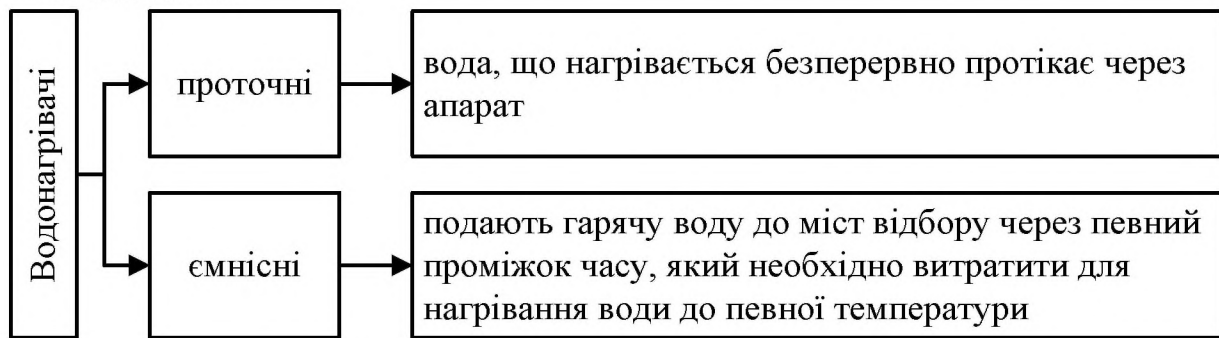 Водонагрівачі
проточні
вода, що нагрівається безперервно протікає через
апарат
ємнісні
подають гарячу воду до міст відбору через певний
проміжок часу, який необхідно витратити для
нагрівання води до певної температури